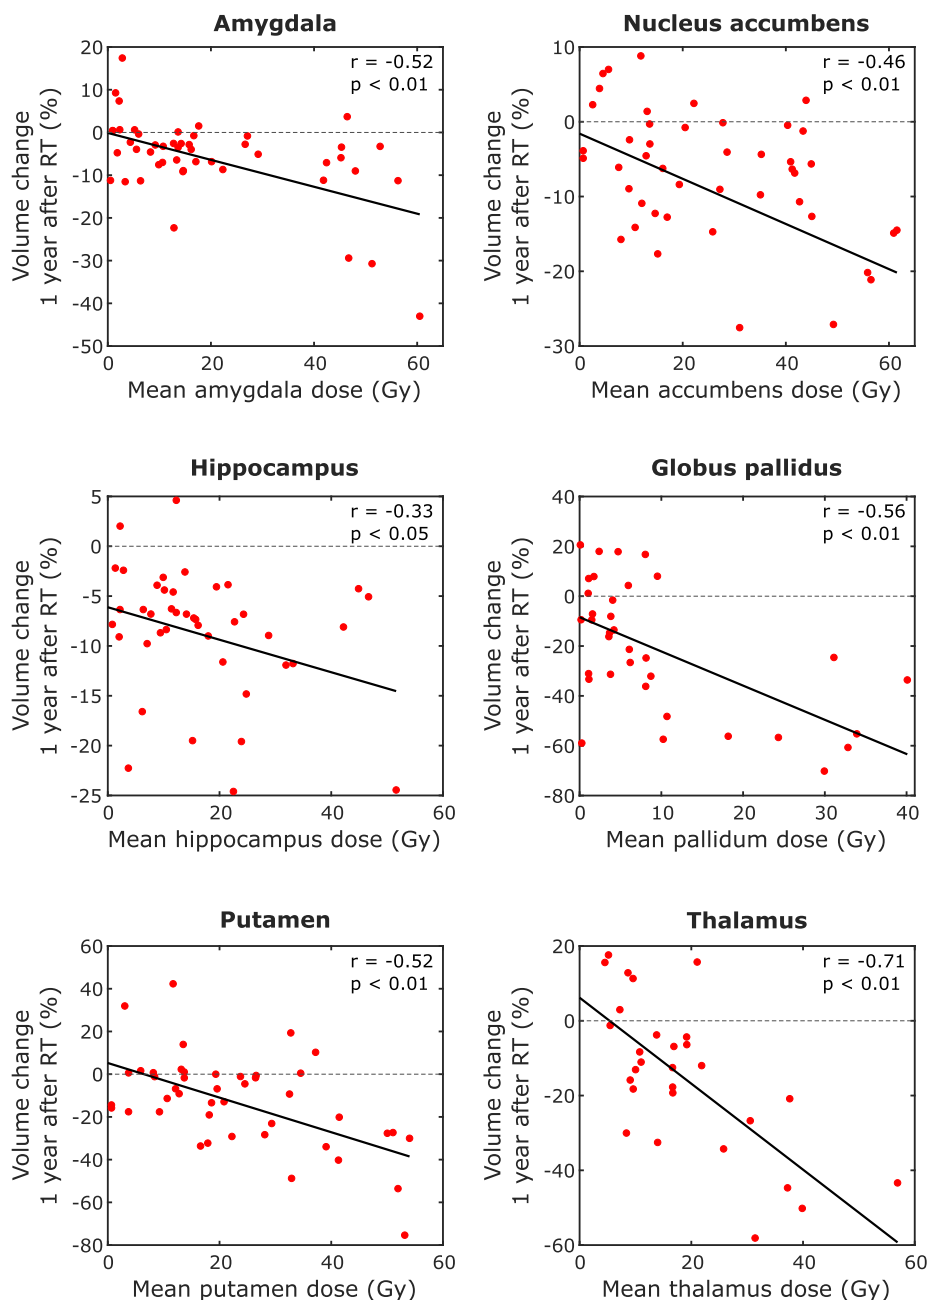 Amygdala
r = -0.52
p < 0.01
20
10
0
-10
-20
-30
-40
-50
Volume change
1 year after RT (%)
0
20
40
60
Mean amygdala dose (Gy)
Nucleus accumbens
r = -0.46
p < 0.01
10
0
-10
-20
-30
Volume change
1 year after RT (%)
0
20
40
60
Mean accumbens dose (Gy)
Hippocampus
r = -0.33
p < 0.05
5
0
-5
-10
-15
-20
-25
Volume change
1 year after RT (%)
0
20
40
60
Mean hippocampus dose (Gy)
Globus pallidus
r = -0.56
p < 0.01
40
20
0
-20
-40
-60
-80
Volume change
1 year after RT (%)
0
10
20
30
40
Mean pallidum dose (Gy)
Putamen
r = -0.52
p < 0.01
60
40
20
0
-20
-40
-60
-80
Volume change
1 year after RT (%)
0
20
40
60
Mean putamen dose (Gy)
Thalamus
r = -0.71
p < 0.01
20
0
-20
-40
-60
Volume change
1 year after RT (%)
0
20
40
60
Mean thalamus dose (Gy)